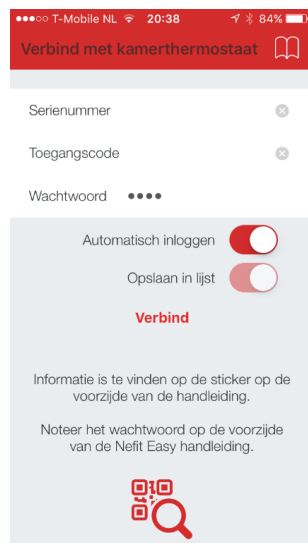 ●●●○○ T-Mobile NL 20:38 84%
Verbind met kamerthermostaat
Serienummer
Toegangscode
Wachtwoord ●●●●
Automatisch inloggen
Opslaan in lijst
Verbind
Informatie is te vinden op de sticker op de
voorzijde van de handleiding.
Noteer het wachtwoord op de voorzijde
van de Nefit Easy handleiding.